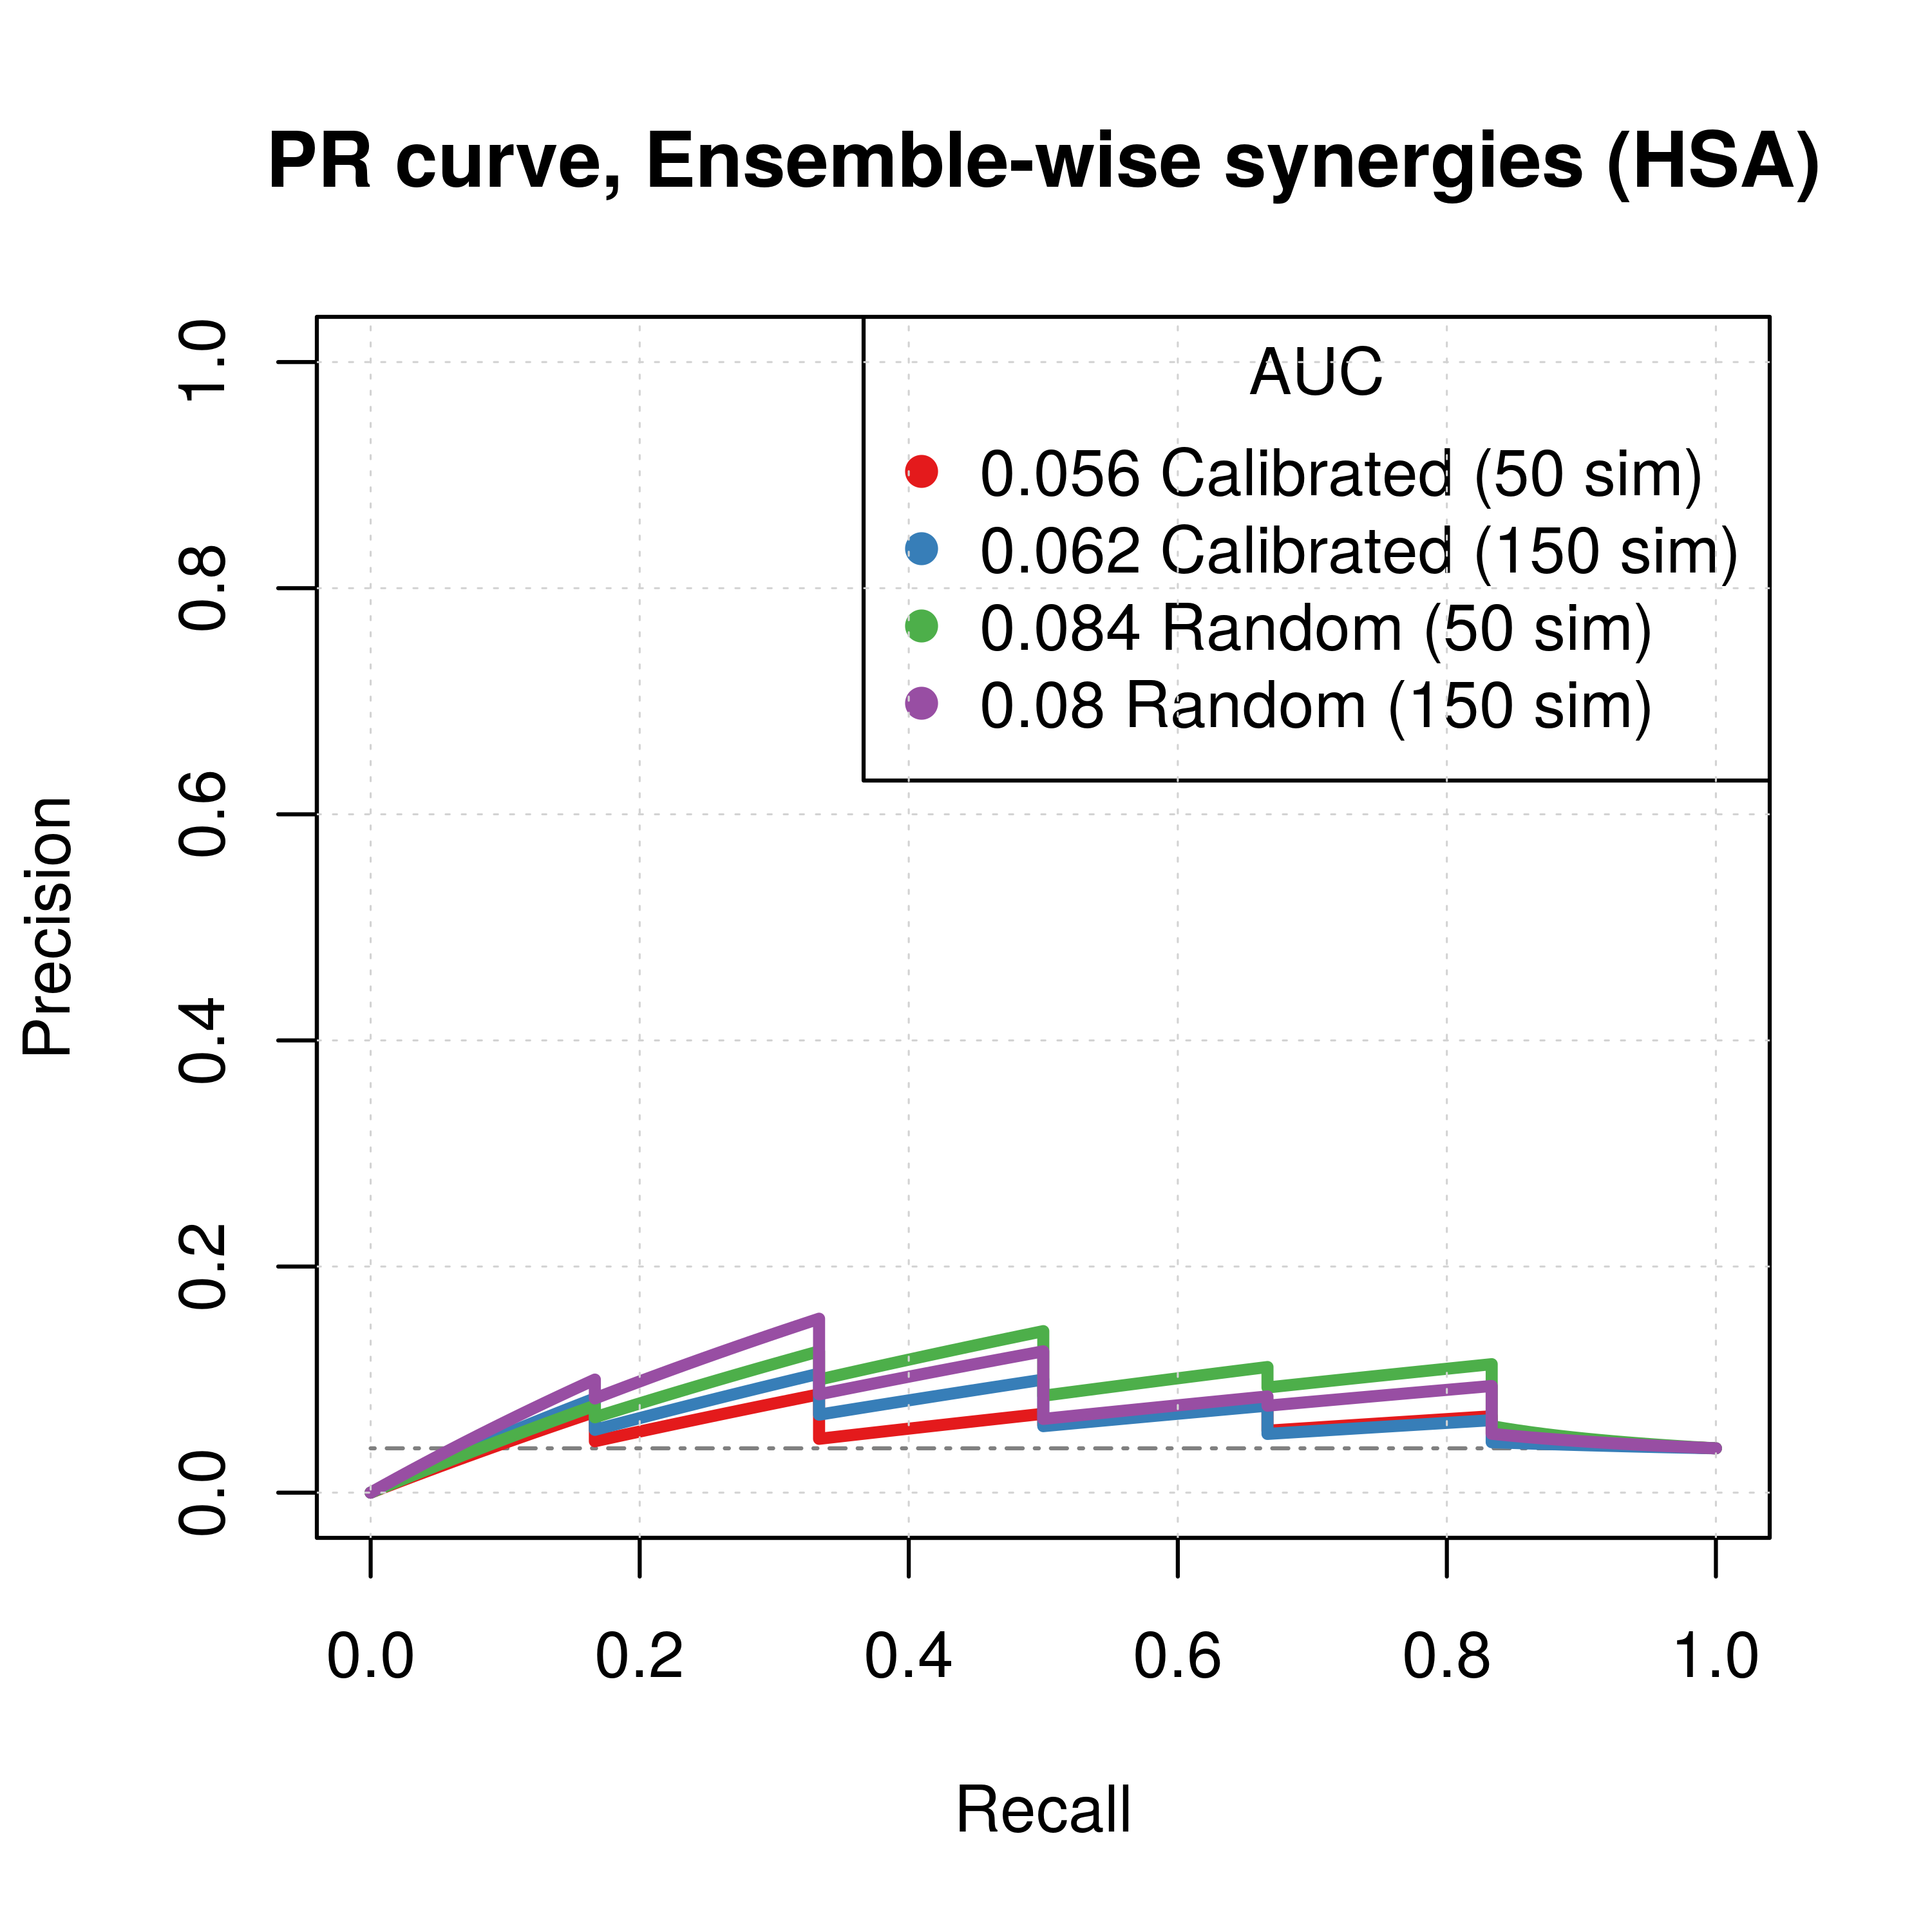 PR curve, Ensemble-wise synergies (HSA)
AUC
0.056 Calibrated (50 sim)
0.062 Calibrated (150 sim)
0.084 Random (50 sim)
0.08 Random (150 sim)
Precision
1.0
0.8
0.6
0.4
0.2
0.0
0.0 0.2 0.4 0.6 0.8 1.0
Recall